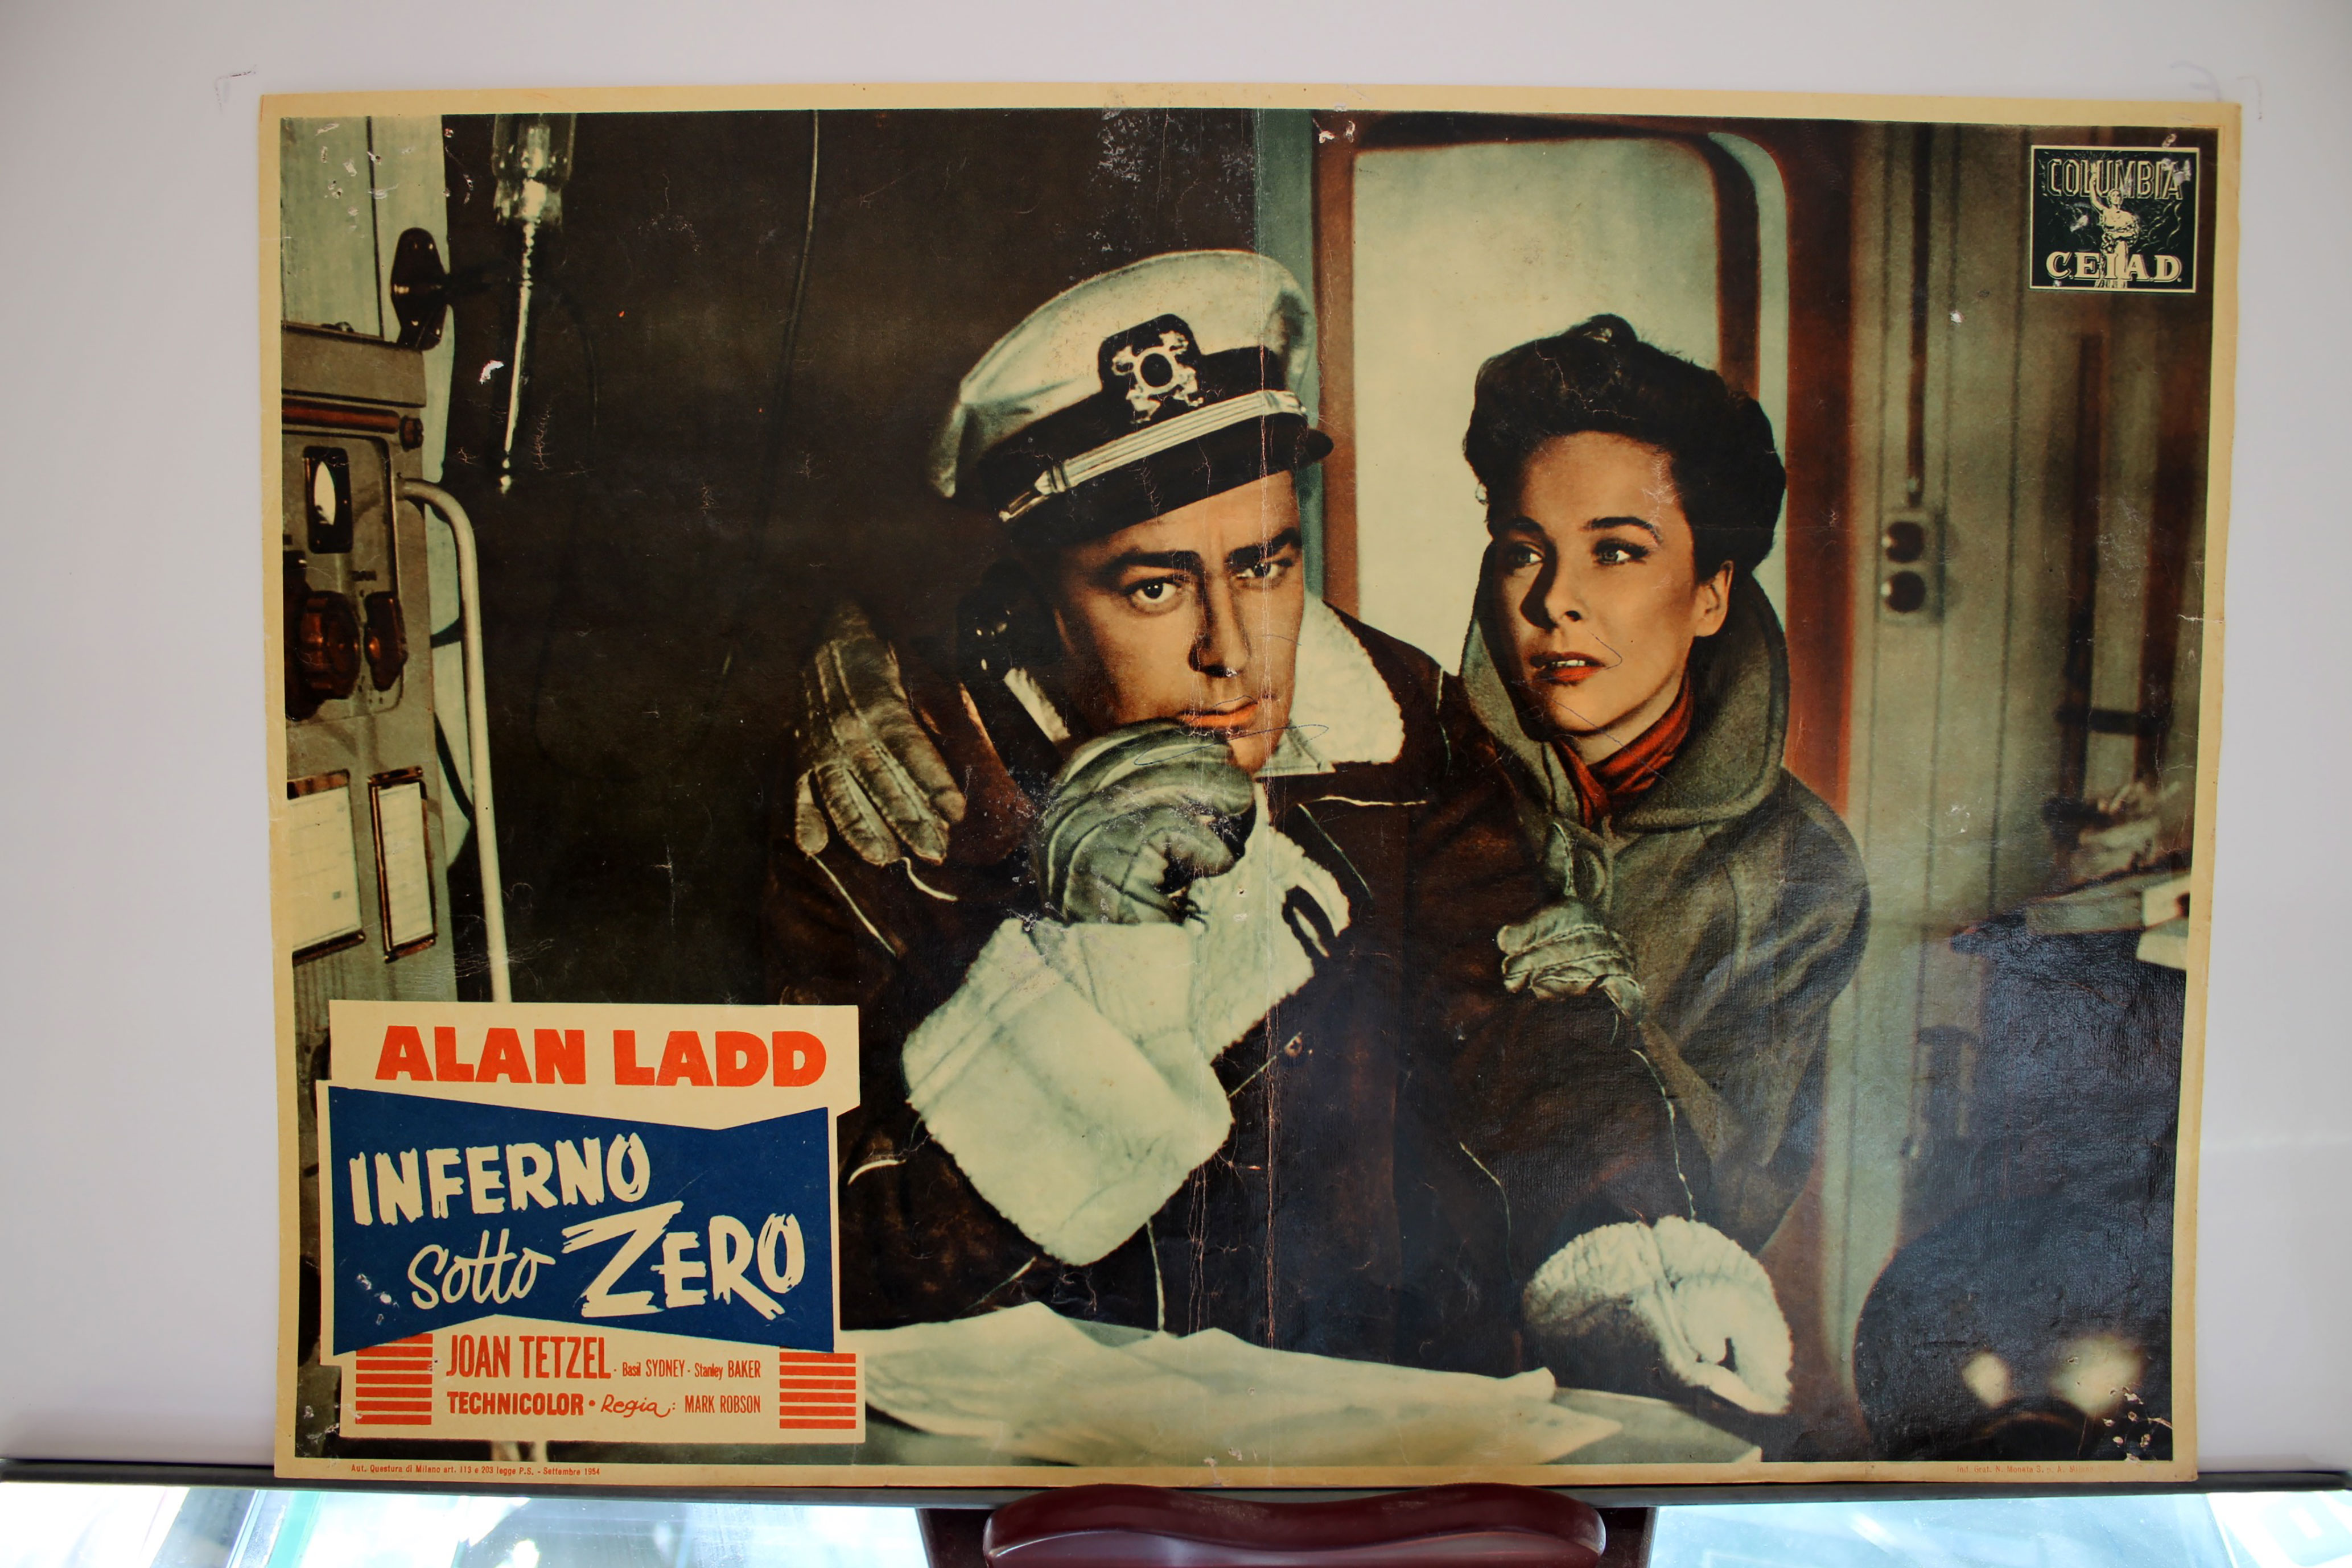 COLUMBIA
C.E.I.A.D.
ALAN LADD
INFERNO
sotto ZERO
JOAN TETZEL - Basil SYDNEY - Stanley BAKER
TECHNICOLOR • Regia: MARK ROBSON
Aut. Questura di Milano art. 113 e 203 legge P.S. - Settembre 1954